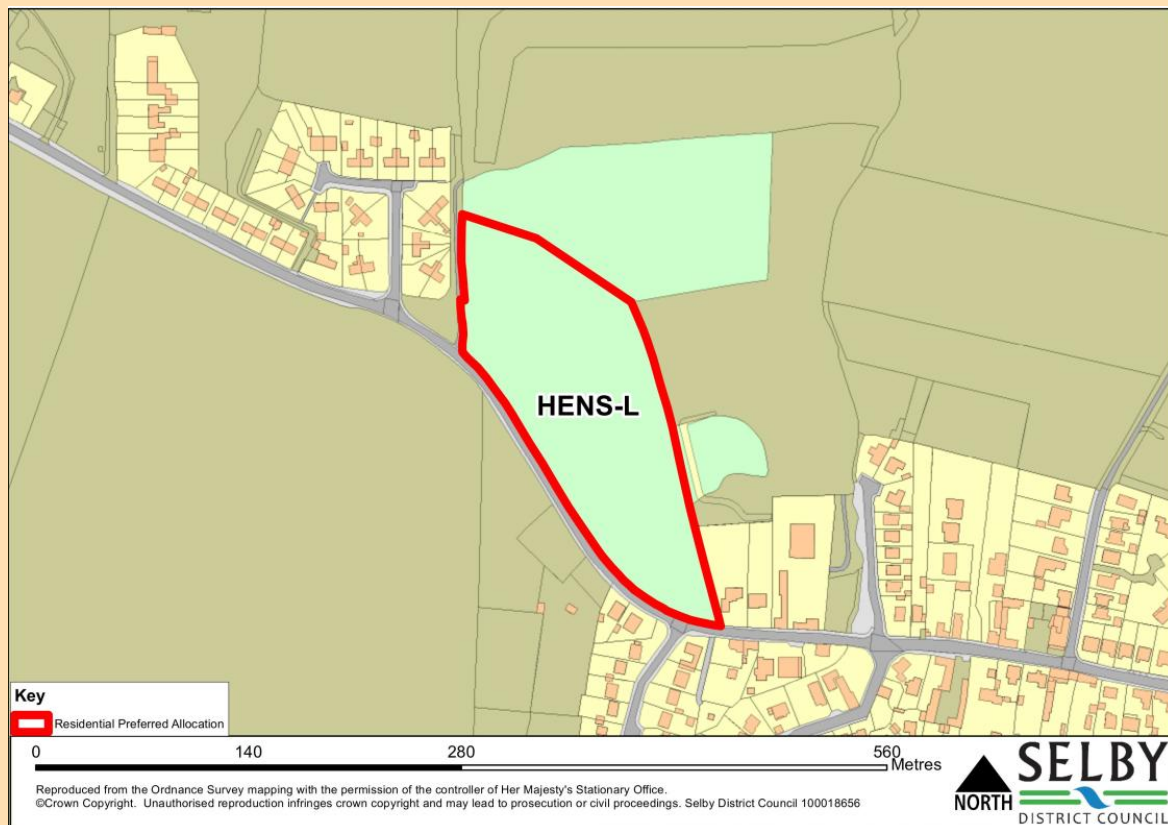 HENS-L
Key
Residential Preferred Allocation
0 140 280 560
Metres
Reproduced from the Ordnance Survey mapping with the permission of the controller of Her Majesty's Stationary Office.
©Crown Copyright. Unauthorised reproduction infringes crown copyright and may lead to prosecution or civil proceedings. Selby District Council 100018656
NORTH
SELBY
DISTRICT COUNCIL